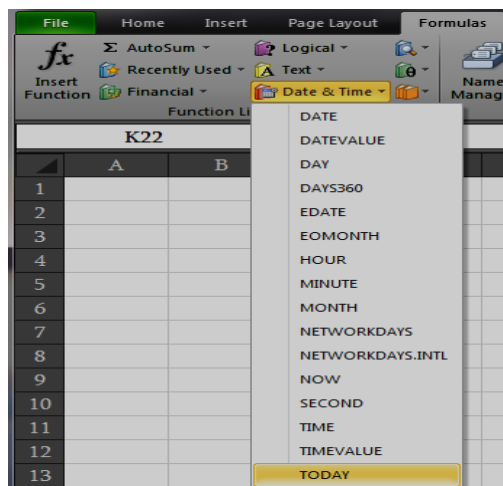 File Home Insert Page Layout Formulas
Σ AutoSum Logical
fx Recently Used Text
Insert Function Financial Date & Time Name Manag
Function Li
K22
A B
DATE
DATEVALUE
DAY
DAYS360
EDATE
EOMONTH
HOUR
MINUTE
MONTH
NETWORKDAYS
NETWORKDAYS.INTL
NOW
SECOND
TIME
TIMEVALUE
TODAY
1
2
3
4
5
6
7
8
9
10
11
12
13